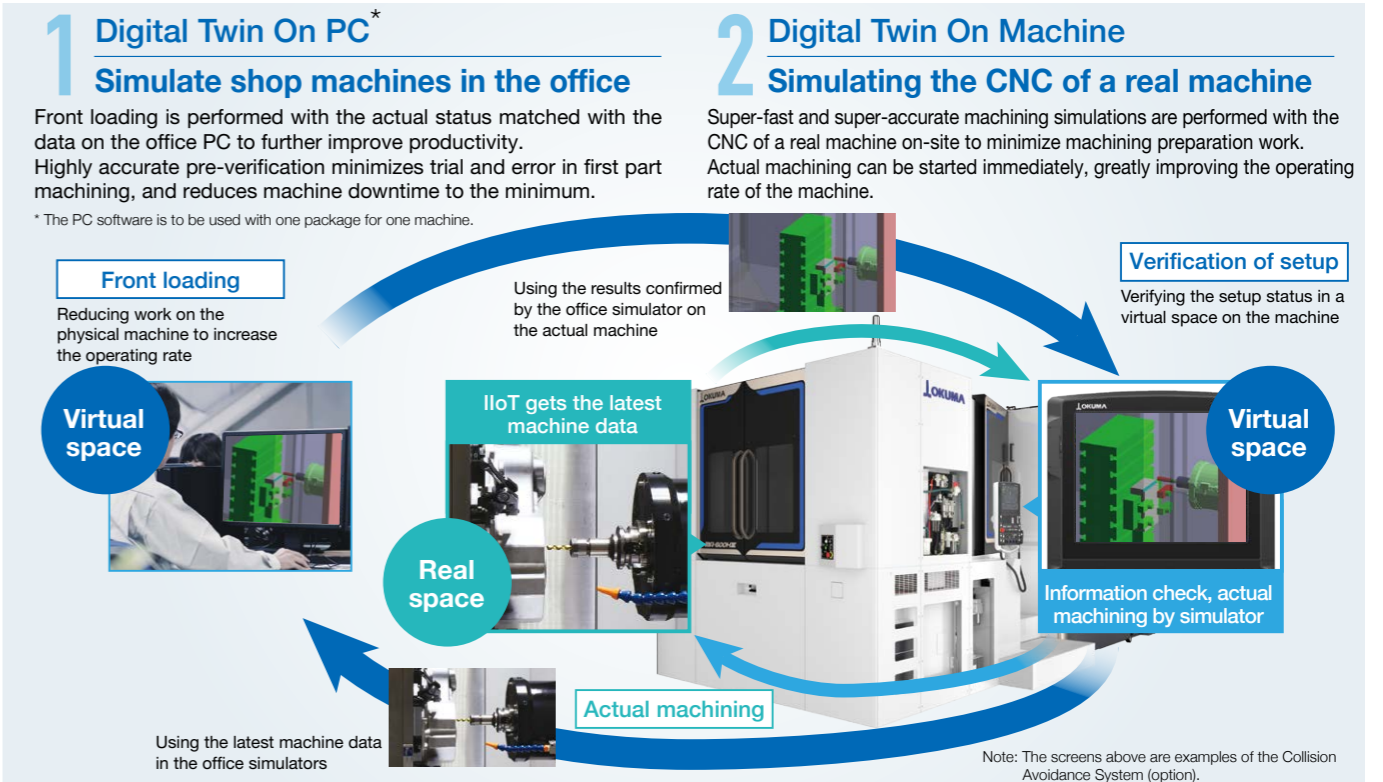 1
Digital Twin On PC*
Simulate shop machines in the office
Front loading is performed with the actual status matched with the
data on the office PC to further improve productivity.
Highly accurate pre-verification minimizes trial and error in first part
machining, and reduces machine downtime to the minimum.
* The PC software is to be used with one package for one machine.
2
Digital Twin On Machine
Simulating the CNC of a real machine
Super-fast and super-accurate machining simulations are performed with the
CNC of a real machine on-site to minimize machining preparation work.
Actual machining can be started immediately, greatly improving the operating
rate of the machine.
Front loading
Reducing work on the
physical machine to increase
the operating rate
Virtual
space
Using the results confirmed
by the office simulator on
the actual machine
Verification of setup
Verifying the setup status in a
virtual space on the machine
IIoT gets the latest
machine data
Real
space
OKUMA
OKUMA
OKUMA
Virtual
space
Information check, actual
machining by simulator
Actual machining
Using the latest machine data
in the office simulators
Note: The screens above are examples of the Collision
Avoidance System (option).